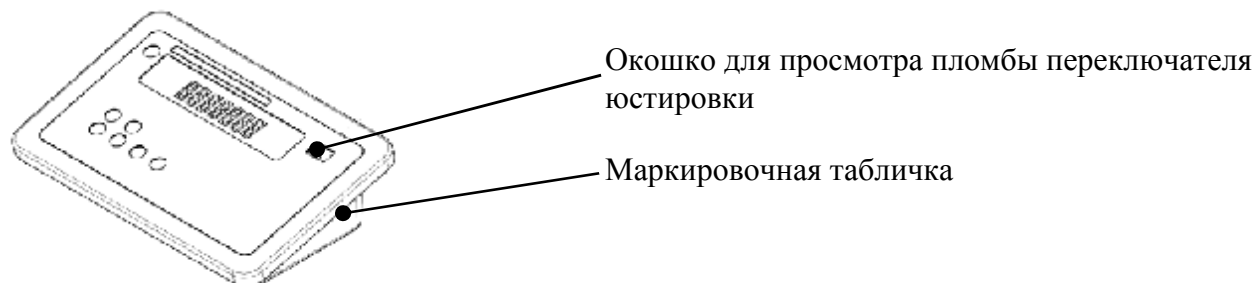 Окошко для просмотра пломбы переключателя
юстировки
Маркировочная табличка